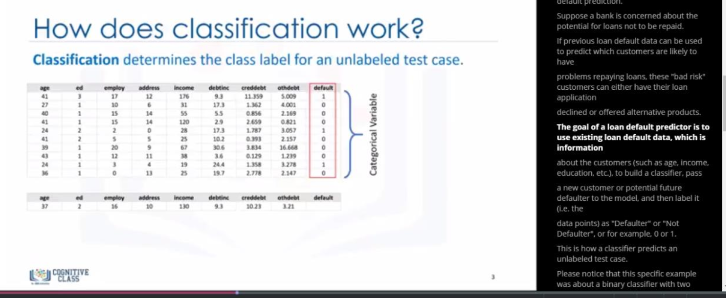 How does classification work?
Classification determines the class label for an unlabeled test case.
age ed employ address income debtinc creddebt othdebt default
41 3 17 12 176 9.3 11.359 5.009 1
27 1 10 6 31 17.3 1.362 4.001 0
40 1 15 14 55 5.5 0.856 2.169 0
41 1 15 14 120 2.9 2.659 0.821 0
24 2 2 0 28 17.3 1.787 3.057 1
41 2 5 5 25 10.2 0.393 2.157 0
39 1 20 9 67 30.6 3.834 16.668 0
43 1 12 11 38 3.6 0.129 1.239 0
24 1 3 4 19 24.4 1.358 3.278 1
36 1 0 13 25 19.7 2.778 2.147 0
Categorical Variable
age ed employ address income debtinc creddebt othdebt default
37 2 16 10 130 9.3 10.23 3.21
COGNITIVE
CLASS
3
default prediction.
Suppose a bank is concerned about the
potential for loans not to be repaid.
If previous loan default data can be used
to predict which customers are likely to
have
problems repaying loans, these "bad risk"
customers can either have their loan
application
declined or offered alternative products.
The goal of a loan default predictor is to
use existing loan default data, which is
information
about the customers (such as age, income,
education, etc.), to build a classifier, pass
a new customer or potential future
defaulter to the model, and then label it
(i.e. the
data points) as "Defaulter" or "Not
Defaulter", or for example, 0 or 1.
This is how a classifier predicts an
unlabeled test case.
Please notice that this specific example
was about a binary classifier with two